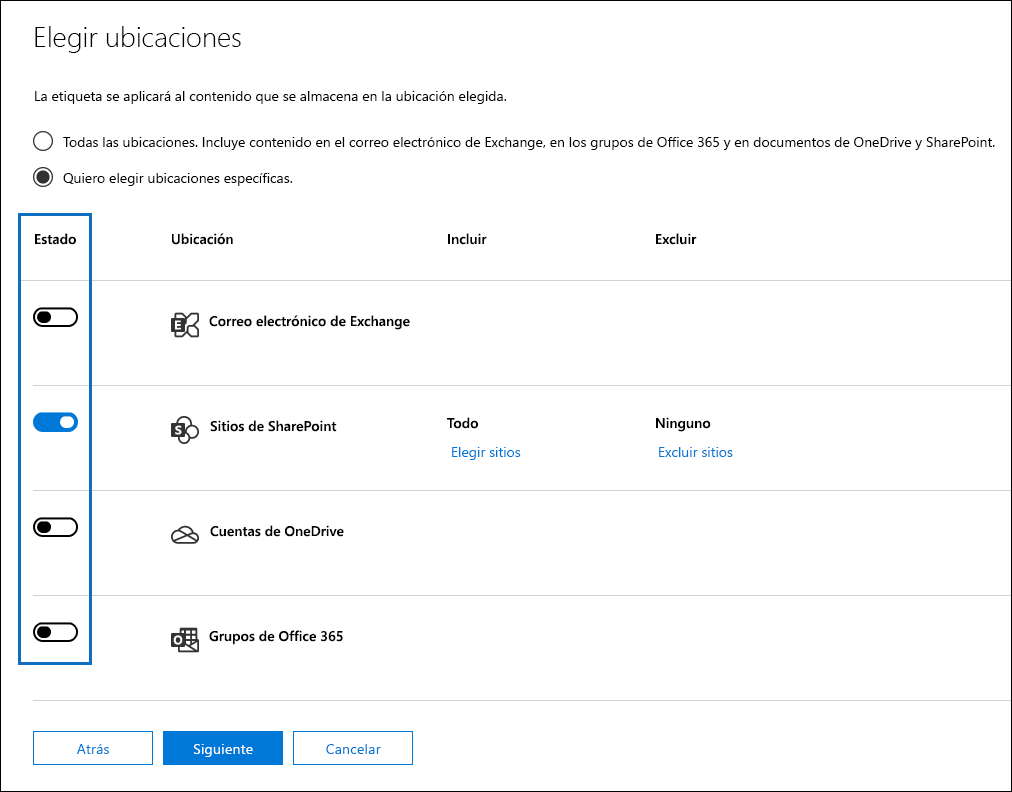 Elegir ubicaciones
La etiqueta se aplicará al contenido que se almacena en la ubicación elegida.
Todas las ubicaciones. Incluye contenido en el correo electrónico de Exchange, en los grupos de Office 365 y en documentos de OneDrive y SharePoint.
Quiero elegir ubicaciones específicas.
Estado Ubicación Incluir Excluir
E Correo electrónico de Exchange
S Sitios de SharePoint Todo Ninguno
Elegir sitios Excluir sitios
Cuentas de OneDrive
O Grupos de Office 365
Atrás Siguiente Cancelar